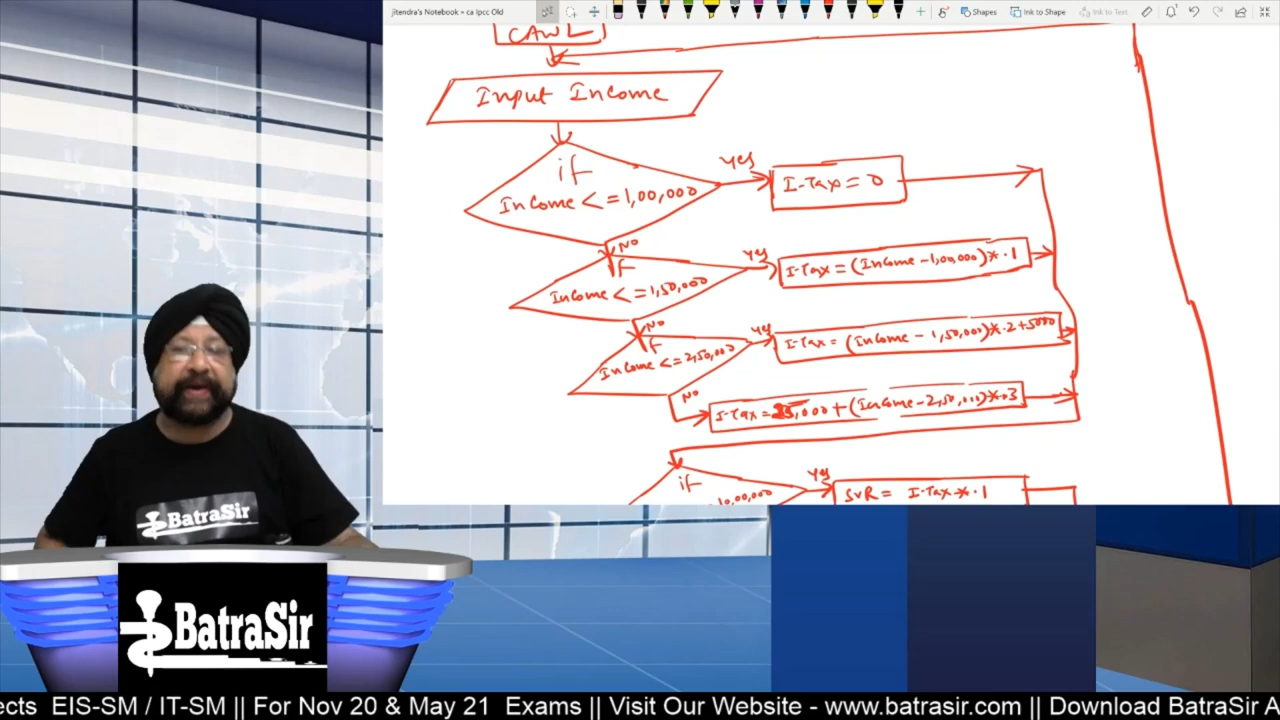 jitendra's Notebook » ca Ipcc Old
Shapes
Ink to Shape
Ink to Text
CAWL
Input Income
if
Income <= 1,00,000
Yes
I-Tax = 0
No
If
Income <= 1,50,000
Yes
I-Tax = (Income - 1,00,000) * .1
No
If
Income <= 2,50,000
Yes
I-Tax = (Income - 1,50,000) * .2 + 5000
No
I-Tax = 25,000 + (Income - 2,50,000) * .3
if
10,00,000
Yes
SVR = I-Tax * .1
BatraSir
BatraSir
ects EIS-SM / IT-SM || For Nov 20 & May 21 Exams || Visit Our Website - www.batrasir.com || Download BatraSir A